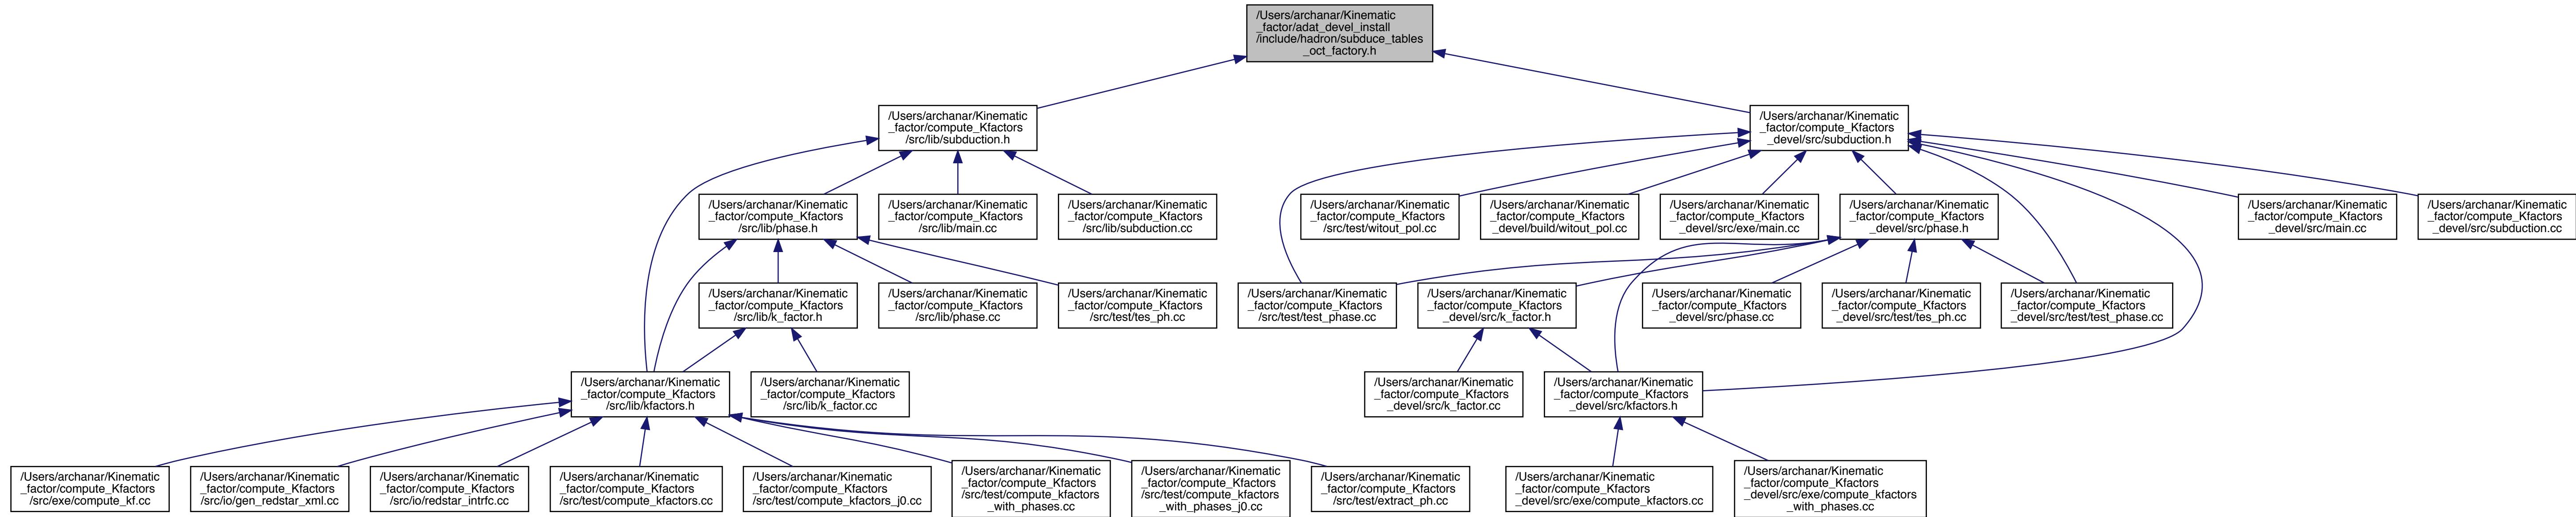 /Users/archanar/Kinematic
_factor/adat_devel_install
/include/hadron/subduce_tables
_oct_factory.h
/Users/archanar/Kinematic
_factor/compute_Kfactors
/src/lib/subduction.h
/Users/archanar/Kinematic
_factor/compute_Kfactors
_devel/src/subduction.h
/Users/archanar/Kinematic
_factor/compute_Kfactors
/src/lib/phase.h
/Users/archanar/Kinematic
_factor/compute_Kfactors
/src/lib/main.cc
/Users/archanar/Kinematic
_factor/compute_Kfactors
/src/lib/subduction.cc
/Users/archanar/Kinematic
_factor/compute_Kfactors
/src/test/witout_pol.cc
/Users/archanar/Kinematic
_factor/compute_Kfactors
_devel/build/witout_pol.cc
/Users/archanar/Kinematic
_factor/compute_Kfactors
_devel/src/exe/main.cc
/Users/archanar/Kinematic
_factor/compute_Kfactors
_devel/src/phase.h
/Users/archanar/Kinematic
_factor/compute_Kfactors
_devel/src/main.cc
/Users/archanar/Kinematic
_factor/compute_Kfactors
_devel/src/subduction.cc
/Users/archanar/Kinematic
_factor/compute_Kfactors
/src/lib/k_factor.h
/Users/archanar/Kinematic
_factor/compute_Kfactors
/src/lib/phase.cc
/Users/archanar/Kinematic
_factor/compute_Kfactors
/src/test/tes_ph.cc
/Users/archanar/Kinematic
_factor/compute_Kfactors
/src/test/test_phase.cc
/Users/archanar/Kinematic
_factor/compute_Kfactors
_devel/src/k_factor.h
/Users/archanar/Kinematic
_factor/compute_Kfactors
_devel/src/phase.cc
/Users/archanar/Kinematic
_factor/compute_Kfactors
_devel/src/test/tes_ph.cc
/Users/archanar/Kinematic
_factor/compute_Kfactors
_devel/src/test/test_phase.cc
/Users/archanar/Kinematic
_factor/compute_Kfactors
/src/lib/kfactors.h
/Users/archanar/Kinematic
_factor/compute_Kfactors
/src/lib/k_factor.cc
/Users/archanar/Kinematic
_factor/compute_Kfactors
_devel/src/k_factor.cc
/Users/archanar/Kinematic
_factor/compute_Kfactors
_devel/src/kfactors.h
/Users/archanar/Kinematic
_factor/compute_Kfactors
/src/exe/compute_kf.cc
/Users/archanar/Kinematic
_factor/compute_Kfactors
/src/io/gen_redstar_xml.cc
/Users/archanar/Kinematic
_factor/compute_Kfactors
/src/io/redstar_intrfc.cc
/Users/archanar/Kinematic
_factor/compute_Kfactors
/src/test/compute_kfactors.cc
/Users/archanar/Kinematic
_factor/compute_Kfactors
/src/test/compute_kfactors_j0.cc
/Users/archanar/Kinematic
_factor/compute_Kfactors
/src/test/compute_kfactors
_with_phases.cc
/Users/archanar/Kinematic
_factor/compute_Kfactors
/src/test/compute_kfactors
_with_phases_j0.cc
/Users/archanar/Kinematic
_factor/compute_Kfactors
/src/test/extract_ph.cc
/Users/archanar/Kinematic
_factor/compute_Kfactors
_devel/src/exe/compute_kfactors.cc
/Users/archanar/Kinematic
_factor/compute_Kfactors
_devel/src/exe/compute_kfactors
_with_phases.cc